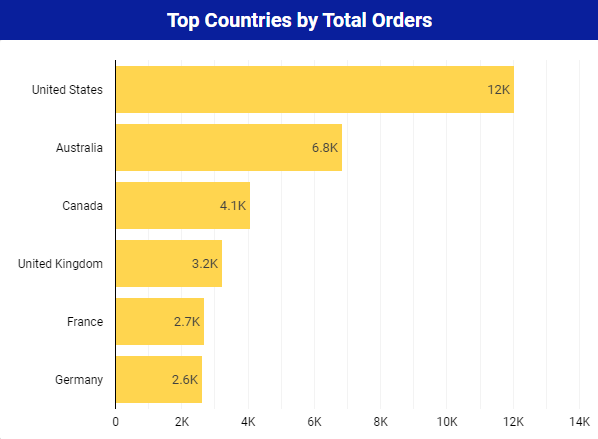 Top Countries by Total Orders
United States 12K
Australia 6.8K
Canada 4.1K
United Kingdom 3.2K
France 2.7K
Germany 2.6K
0 2K 4K 6K 8K 10K 12K 14K